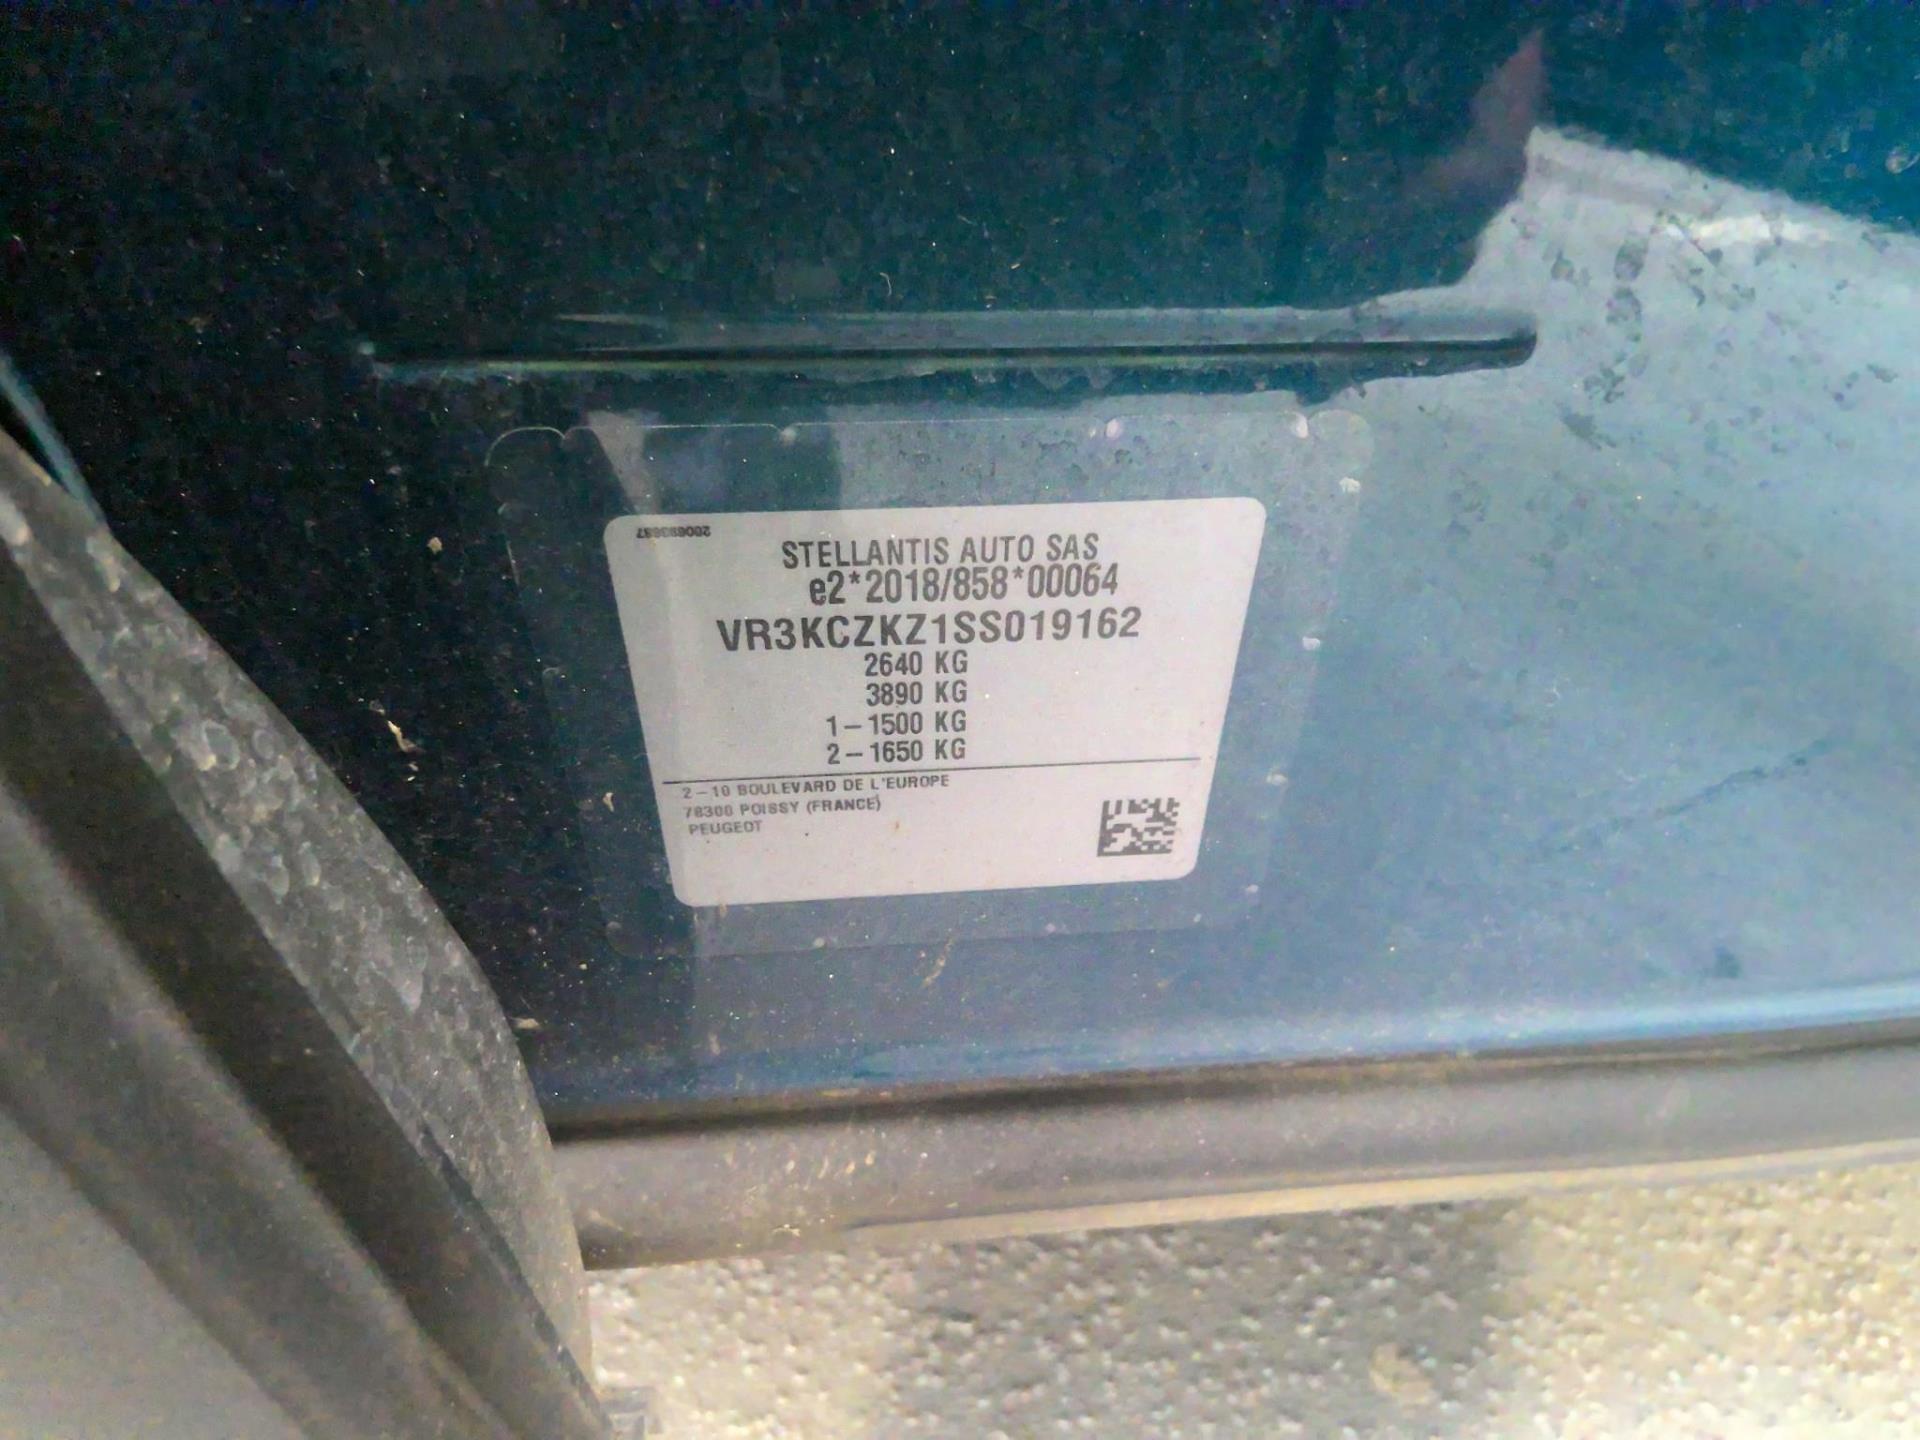 STELLANTIS AUTO SAS
e2*2018/858*00064
VR3KCZKZ1SS019162
2640 KG
3890 KG
1-1500 KG
2-1650 KG
2-10 BOULEVARD DE L'EUROPE
78300 POISSY (FRANCE)
PEUGEOT